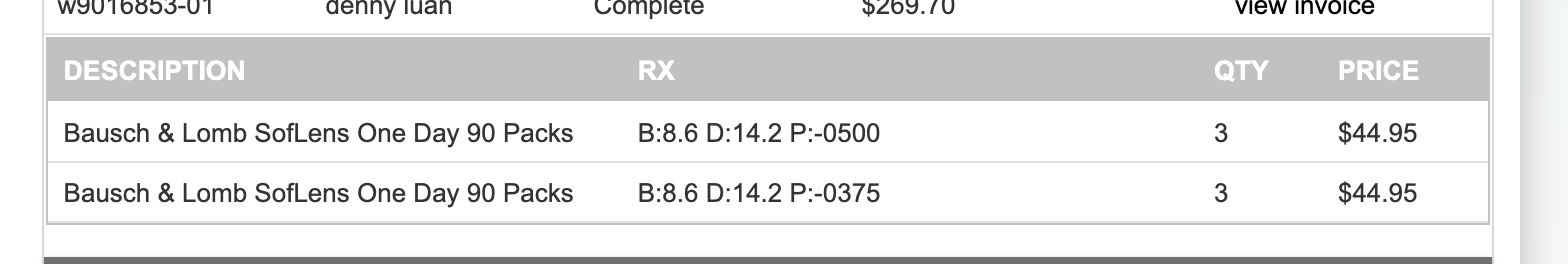 w9016853-01 denny luan Complete $269.70 view invoice
DESCRIPTION RX QTY PRICE
Bausch & Lomb SofLens One Day 90 Packs B:8.6 D:14.2 P:-0500 3 $44.95
Bausch & Lomb SofLens One Day 90 Packs B:8.6 D:14.2 P:-0375 3 $44.95